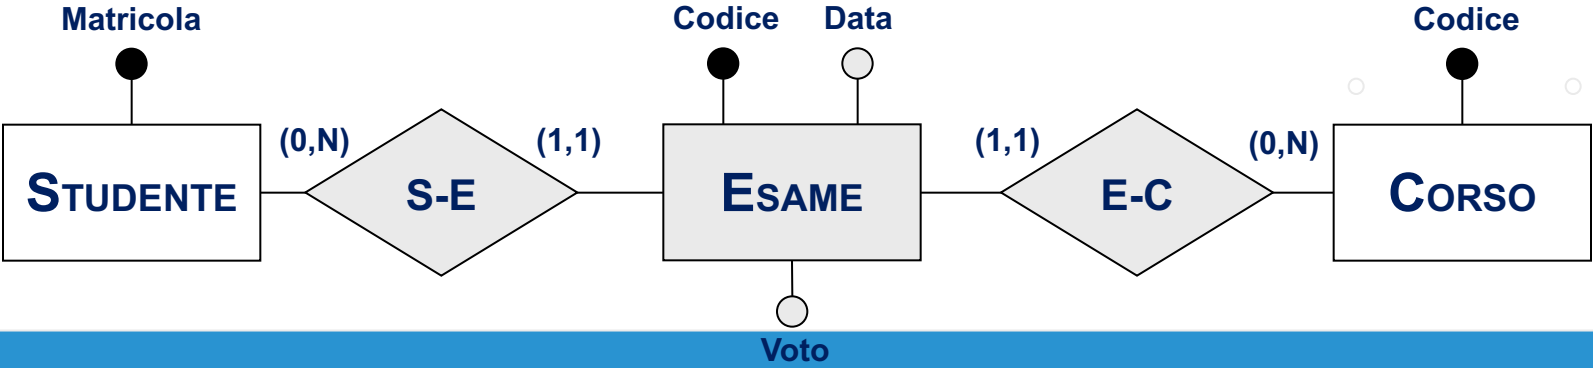 Matricola
Codice
Data
Codice
(0,N)
(1,1)
(1,1)
(0,N)
STUDENTE
S-E
ESAME
E-C
CORSO
Voto